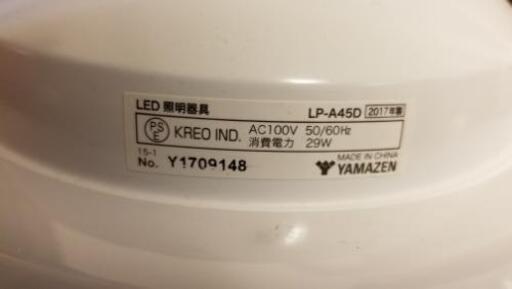 LED 照明器具 LP-A45D 2017年製
PSE KREO IND. AC100V 50/60Hz
消費電力 29W
15-1
No. Y1709148
MADE IN CHINA
YAMAZEN